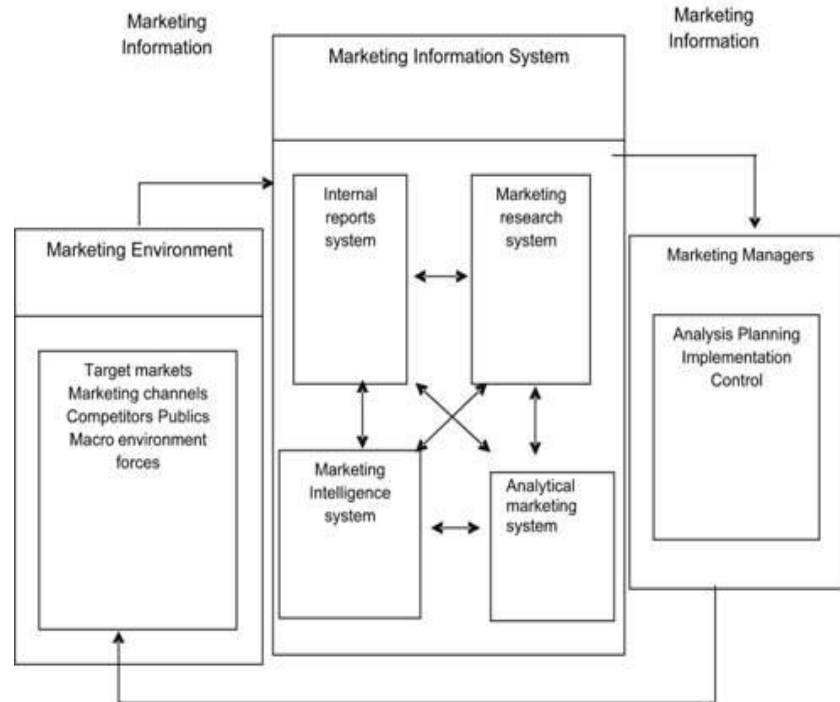 Marketing
Information
Marketing
Information
Marketing Information System
Internal
reports
system
Marketing
research
system
Marketing Environment
Marketing Managers
Target markets
Marketing channels
Competitors Publics
Macro environment
forces
Analysis Planning
Implementation
Control
Marketing
Intelligence
system
Analytical
marketing
system